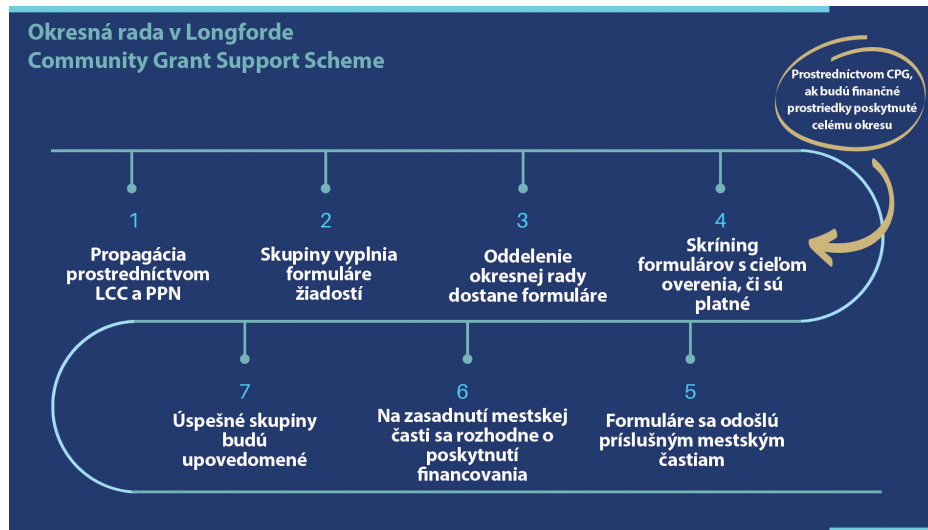 Okresná rada v Longforde
Community Grant Support Scheme
Prostredníctvom CPG,
ak budú finančné
prostriedky poskytnuté
celému okresu
1
Propagácia
prostredníctvom
LCC a PPN
2
Skupiny vyplnia
formuláre
žiadostí
3
Oddelenie
okresnej rady
dostane formuláre
4
Skríning
formulárov s cieľom
overenia, či sú
platné
5
Formuláre sa odošlú
príslušným mestským
častiam
6
Na zasadnutí mestskej
časti sa rozhodne o
poskytnutí
financovania
7
Úspešné skupiny
budú
upovedomené